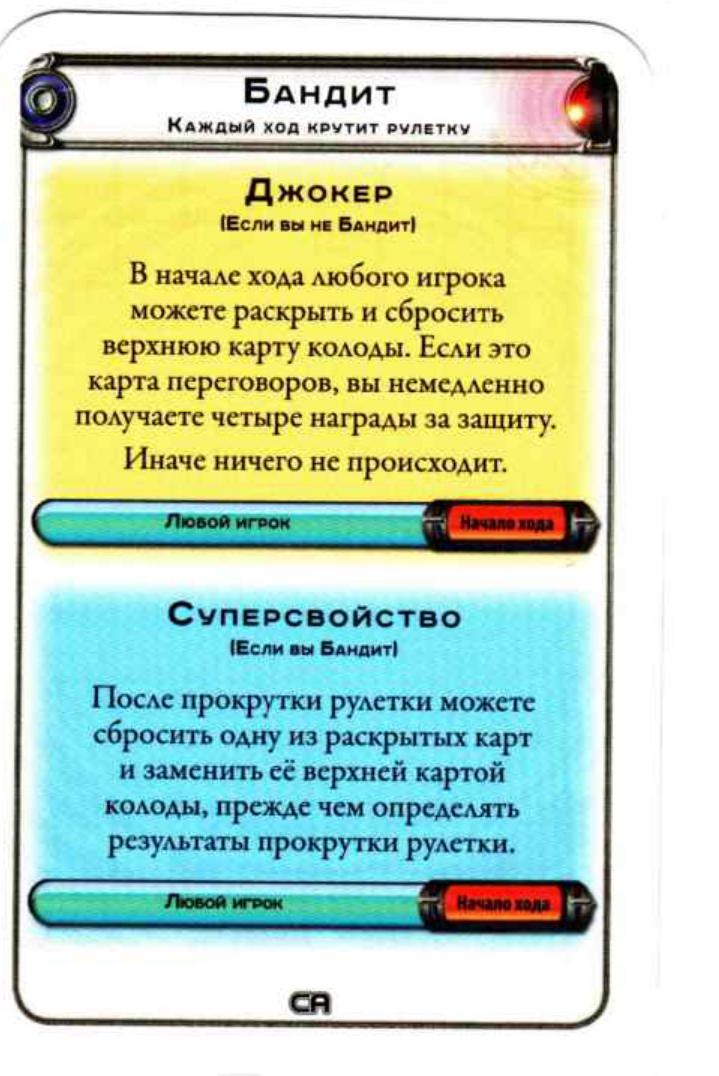 Бандит
Каждый ход крутит рулетку
Джокер
(Если вы не Бандит)
В начале хода любого игрока
можете раскрыть и сбросить
верхнюю карту колоды. Если это
карта переговоров, вы немедленно
получаете четыре награды за защиту.
Иначе ничего не происходит.
Любой игрок
Начало хода
Суперсвойство
(Если вы Бандит)
После прокрутки рулетки можете
сбросить одну из раскрытых карт
и заменить её верхней картой
колоды, прежде чем определять
результаты прокрутки рулетки.
Любой игрок
Начало хода
CA